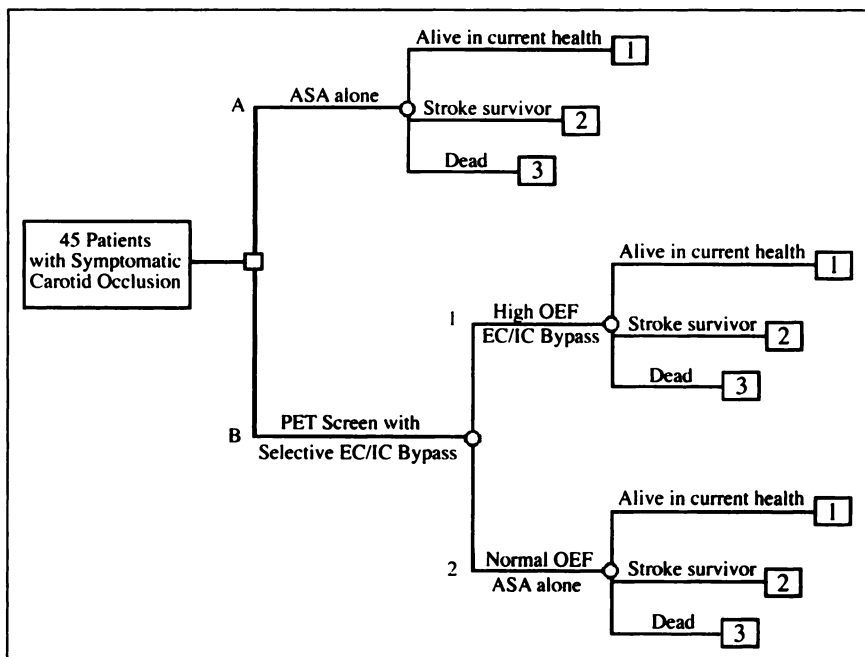 Alive in current health
1
A
ASA alone
Stroke survivor
2
Dead
3
45 Patients
with Symptomatic
Carotid Occlusion
Alive in current health
1
1
High OEF
EC/IC Bypass
Stroke survivor
2
Dead
3
B
PET Screen with
Selective EC/IC Bypass
Alive in current health
1
2
Normal OEF
ASA alone
Stroke survivor
2
Dead
3